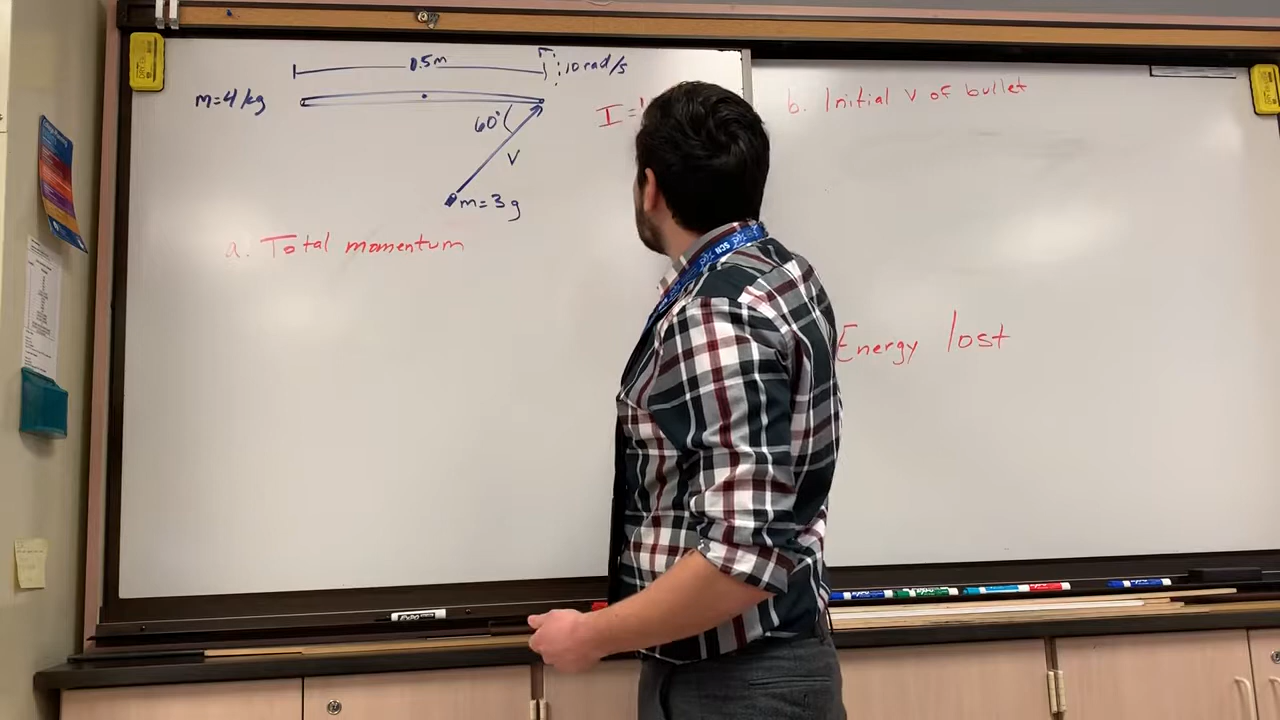 0.5m
10 rad/s
m=4kg
60°
I=
V
m=3g
a. Total momentum
b. Initial v of bullet
Energy lost